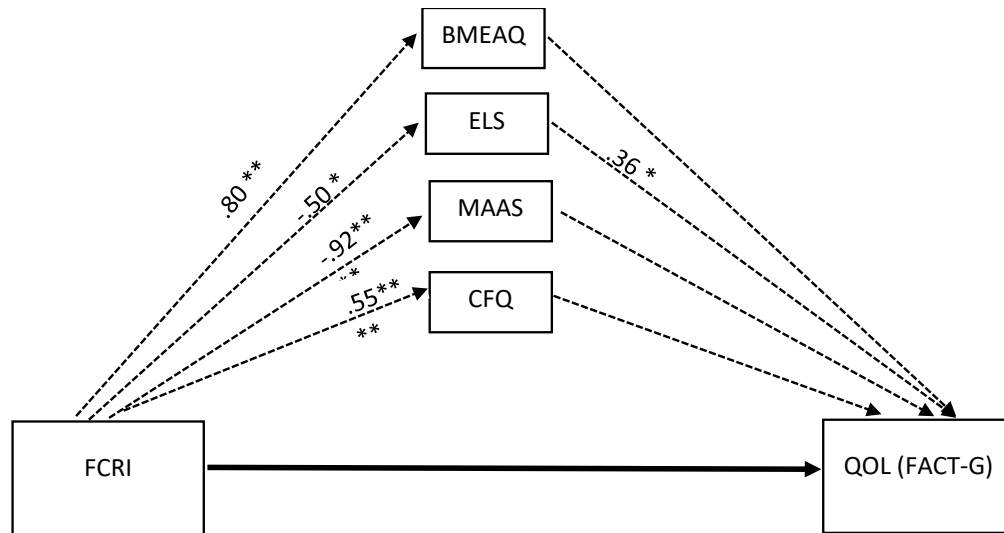 BMEAQ
ELS
MAAS
CFQ
.80 **
-.50 *
-.92**
.55**
**
.36 *
FCRI
QOL (FACT-G)